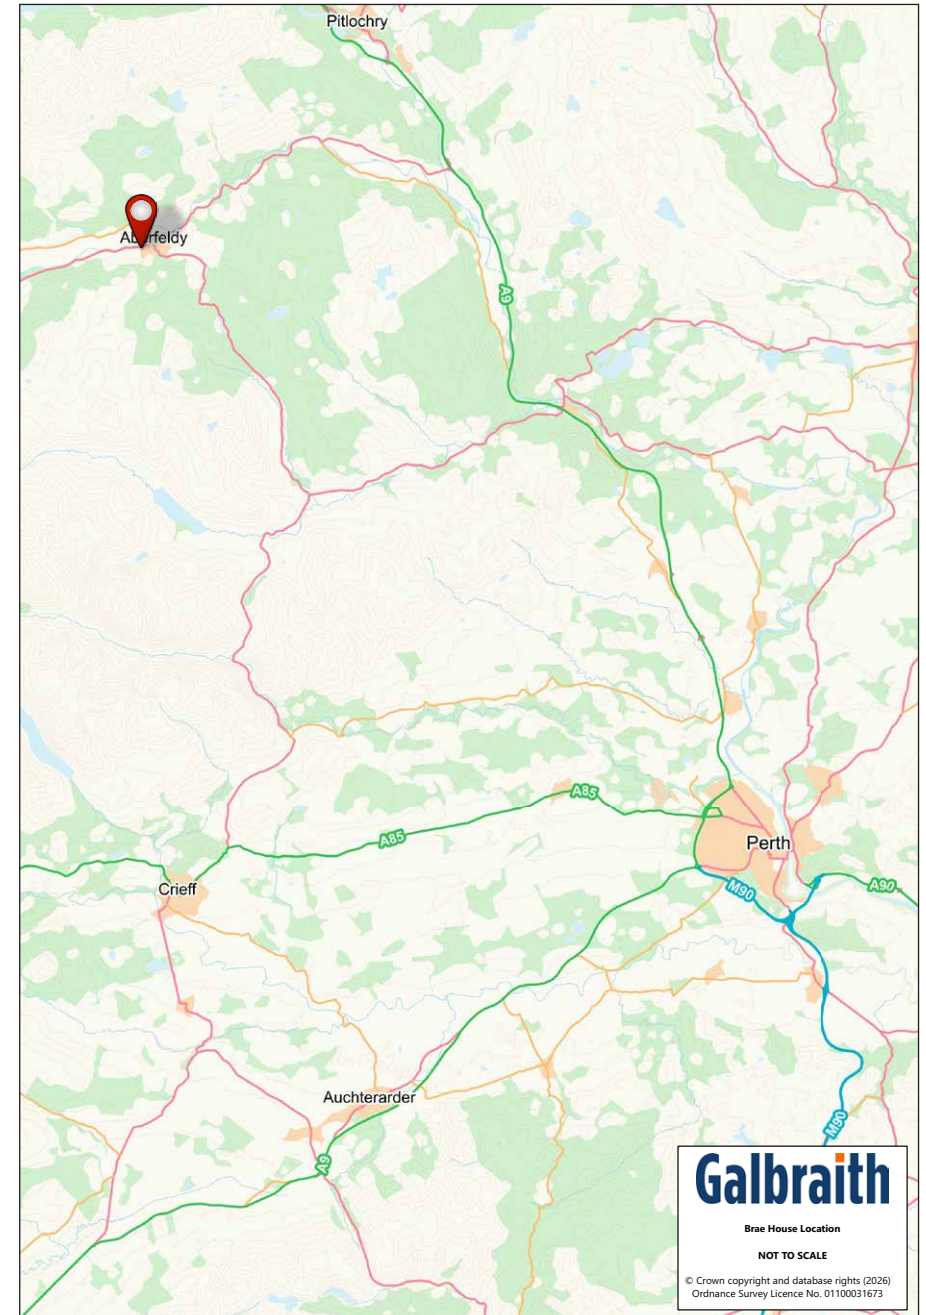 Pitlochry
Aberfeldy
A9
A85
A85
Perth
Crieff
M90
A90
Auchterarder
M90
A9
Galbraith
Brae House Location
NOT TO SCALE
© Crown copyright and database rights (2026)
Ordnance Survey Licence No. 01100031673